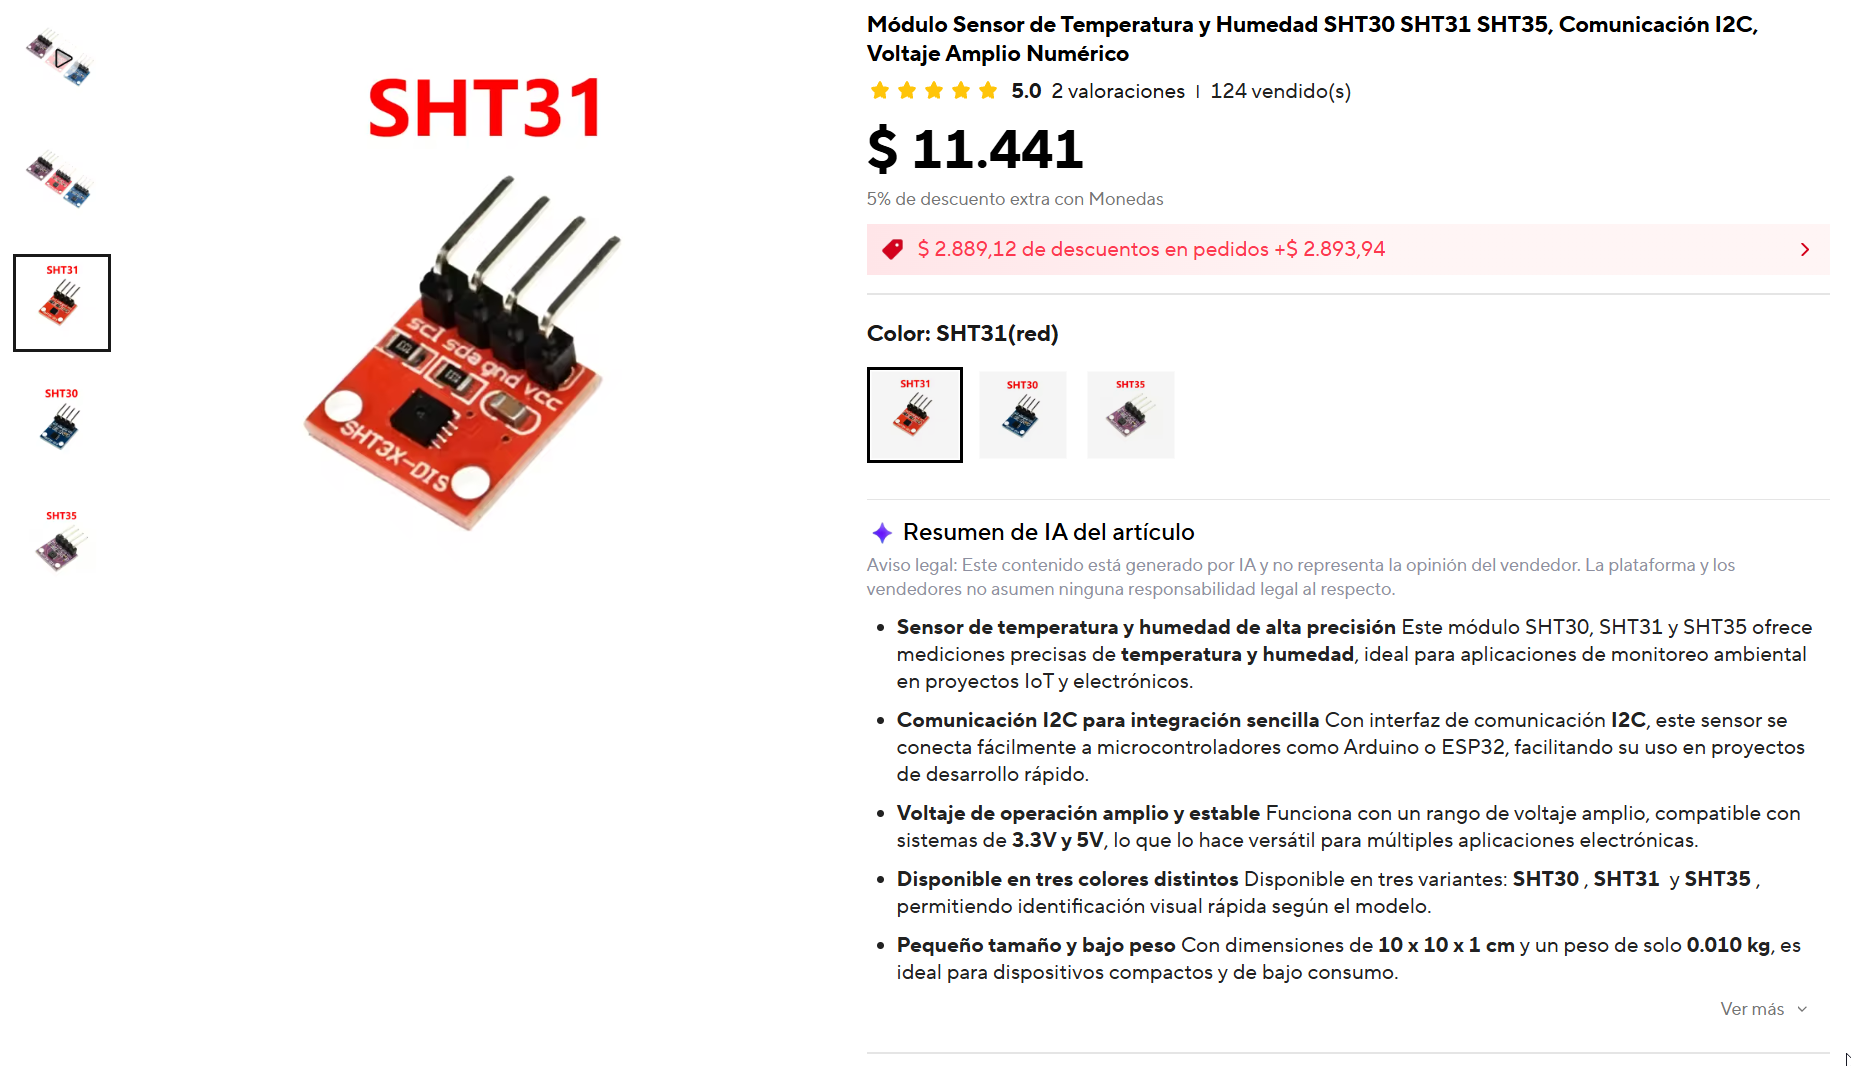 SHT31
scl sda gnd vcc
SHT3X-DIS
SHT31
SHT30
SHT35
Módulo Sensor de Temperatura y Humedad SHT30 SHT31 SHT35, Comunicación I2C,
Voltaje Amplio Numérico
5.0 2 valoraciones | 124 vendido(s)
$ 11.441
5% de descuento extra con Monedas
$ 2.889,12 de descuentos en pedidos +$ 2.893,94
Color: SHT31(red)
SHT31 SHT30 SHT35
Resumen de IA del artículo
Aviso legal: Este contenido está generado por IA y no representa la opinión del vendedor. La plataforma y los
vendedores no asumen ninguna responsabilidad legal al respecto.
• Sensor de temperatura y humedad de alta precisión Este módulo SHT30, SHT31 y SHT35 ofrece
mediciones precisas de temperatura y humedad, ideal para aplicaciones de monitoreo ambiental
en proyectos IoT y electrónicos.
• Comunicación I2C para integración sencilla Con interfaz de comunicación I2C, este sensor se
conecta fácilmente a microcontroladores como Arduino o ESP32, facilitando su uso en proyectos
de desarrollo rápido.
• Voltaje de operación amplio y estable Funciona con un rango de voltaje amplio, compatible con
sistemas de 3.3V y 5V, lo que lo hace versátil para múltiples aplicaciones electrónicas.
• Disponible en tres colores distintos Disponible en tres variantes: SHT30 , SHT31 y SHT35 ,
permitiendo identificación visual rápida según el modelo.
• Pequeño tamaño y bajo peso Con dimensiones de 10 x 10 x 1 cm y un peso de solo 0.010 kg, es
ideal para dispositivos compactos y de bajo consumo.
Ver más